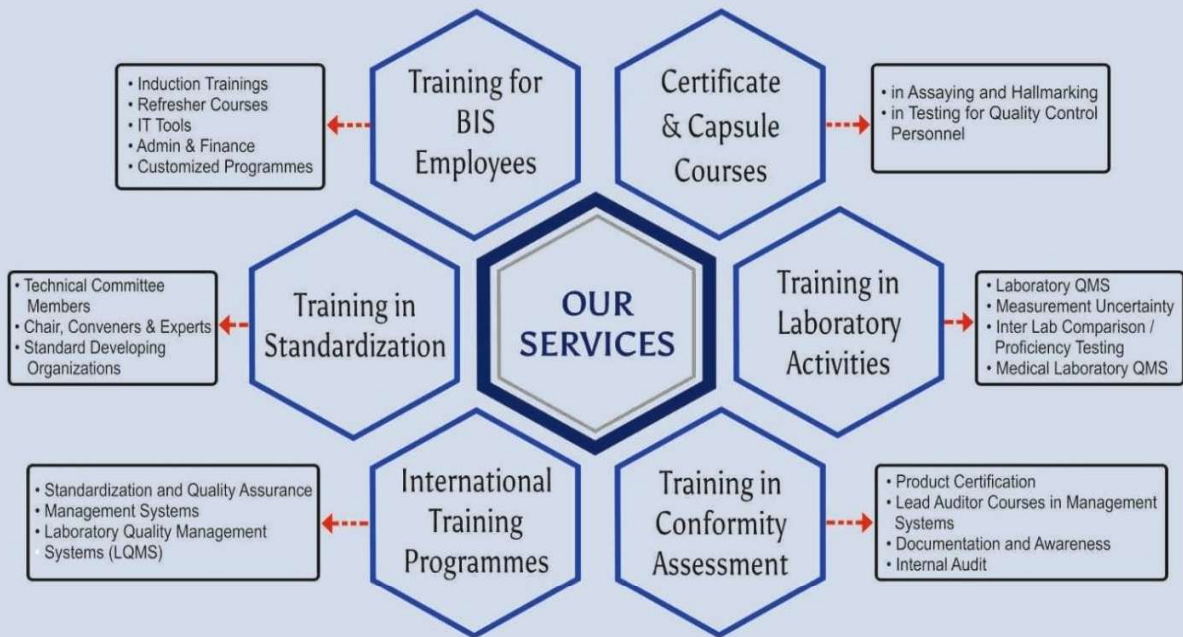 • Induction Trainings
• Refresher Courses
• IT Tools
• Admin & Finance
• Customized Programmes
Training for
BIS
Employees
Certificate
& Capsule
Courses
• in Assaying and Hallmarking
• in Testing for Quality Control
Personnel
• Technical Committee
Members
• Chair, Conveners & Experts
• Standard Developing
Organizations
Training in
Standardization
OUR
SERVICES
Training in
Laboratory
Activities
• Laboratory QMS
• Measurement Uncertainty
• Inter Lab Comparison /
Proficiency Testing
• Medical Laboratory QMS
• Standardization and Quality Assurance
• Management Systems
• Laboratory Quality Management
• Systems (LQMS)
International
Training
Programmes
Training in
Conformity
Assessment
• Product Certification
• Lead Auditor Courses in Management
Systems
• Documentation and Awareness
• Internal Audit